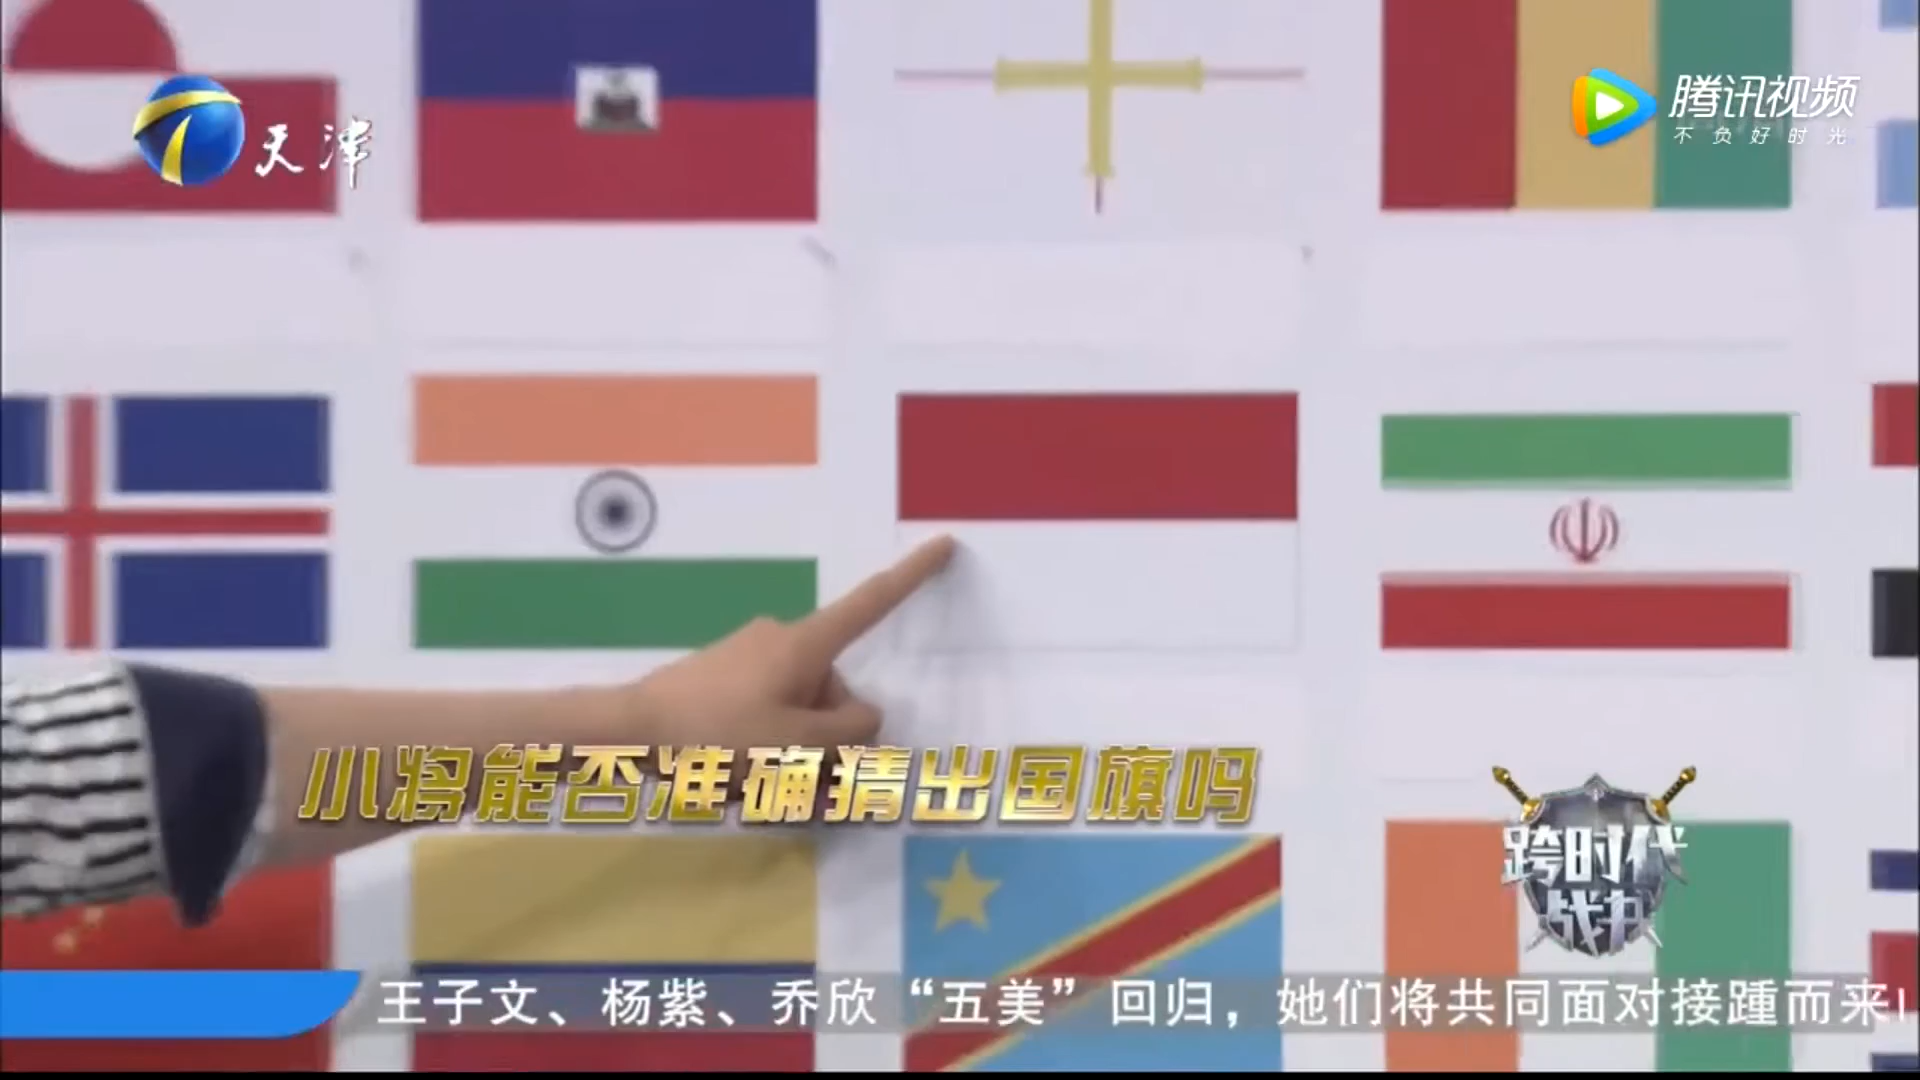 天津
腾讯视频
不负好时光
小将能否准确猜出国旗吗
跨时代
战书
王子文、杨紫、乔欣“五美”回归，她们将共同面对接踵而来